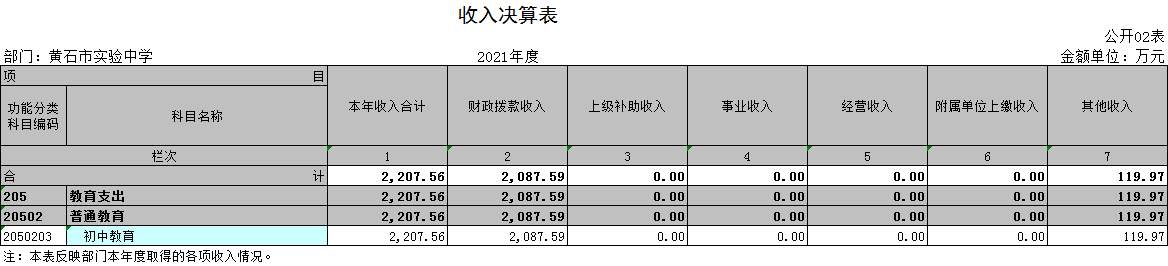 收入决算表
公开02表
部门：黄石市实验中学 2021年度 金额单位：万元
项 目 本年收入合计 财政拨款收入 上级补助收入 事业收入 经营收入 附属单位上缴收入 其他收入
功能分类科目编码 科目名称
栏次 1 2 3 4 5 6 7
合 计 2,207.56 2,087.59 0.00 0.00 0.00 0.00 119.97
205 教育支出 2,207.56 2,087.59 0.00 0.00 0.00 0.00 119.97
20502 普通教育 2,207.56 2,087.59 0.00 0.00 0.00 0.00 119.97
2050203 初中教育 2,207.56 2,087.59 0.00 0.00 0.00 0.00 119.97
注：本表反映部门本年度取得的各项收入情况。